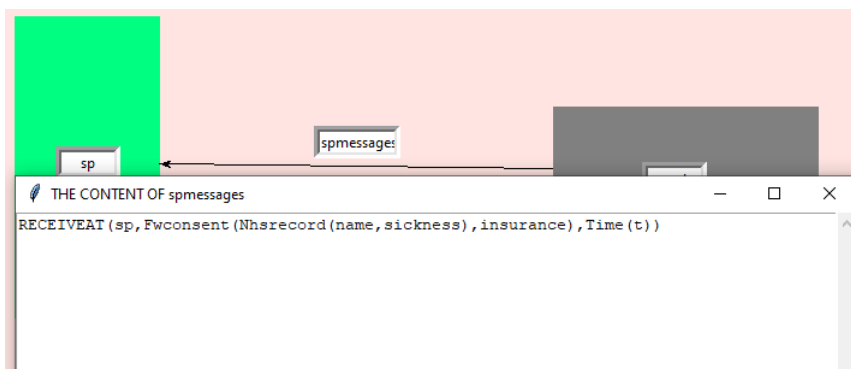 spmessages
sp
THE CONTENT OF spmessages
RECEIVEAT(sp,Fwconsent(Nhsrecord(name,sickness),insurance),Time(t))